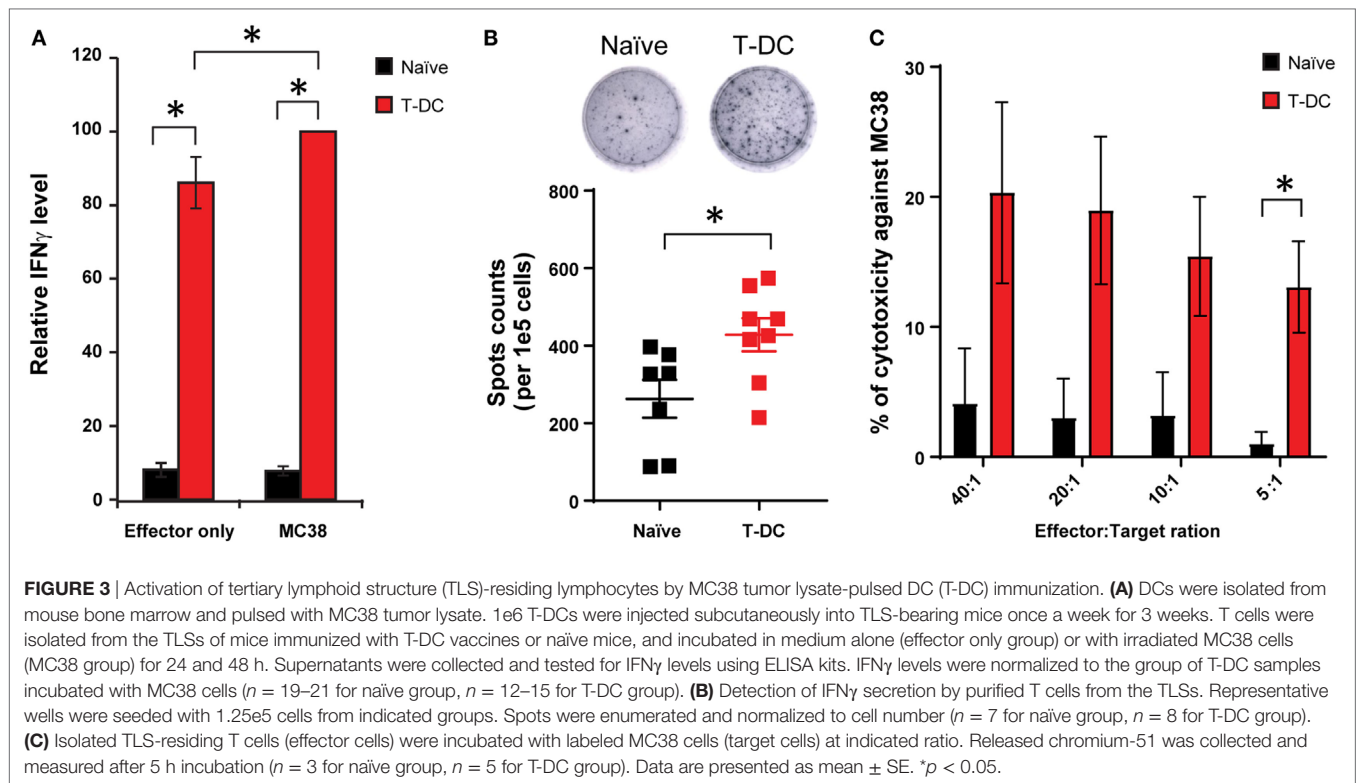 A
120
100
80
60
40
20
0
Relative IFNγ level
*
*
*
Naïve
T-DC
Effector only
MC38
B
Naïve
T-DC
800
600
400
200
0
Spots counts
(per 1e5 cells)
*
Naïve
T-DC
C
30
20
10
0
% of cytotoxicity against MC38
Naïve
T-DC
*
40:1
20:1
10:1
5:1
Effector:Target ration
FIGURE 3 | Activation of tertiary lymphoid structure (TLS)-residing lymphocytes by MC38 tumor lysate-pulsed DC (T-DC) immunization. (A) DCs were isolated from
mouse bone marrow and pulsed with MC38 tumor lysate. 1e6 T-DCs were injected subcutaneously into TLS-bearing mice once a week for 3 weeks. T cells were
isolated from the TLSs of mice immunized with T-DC vaccines or naïve mice, and incubated in medium alone (effector only group) or with irradiated MC38 cells
(MC38 group) for 24 and 48 h. Supernatants were collected and tested for IFNγ levels using ELISA kits. IFNγ levels were normalized to the group of T-DC samples
incubated with MC38 cells (n = 19–21 for naïve group, n = 12–15 for T-DC group). (B) Detection of IFNγ secretion by purified T cells from the TLSs. Representative
wells were seeded with 1.25e5 cells from indicated groups. Spots were enumerated and normalized to cell number (n = 7 for naïve group, n = 8 for T-DC group).
(C) Isolated TLS-residing T cells (effector cells) were incubated with labeled MC38 cells (target cells) at indicated ratio. Released chromium-51 was collected and
measured after 5 h incubation (n = 3 for naïve group, n = 5 for T-DC group). Data are presented as mean ± SE. *p < 0.05.